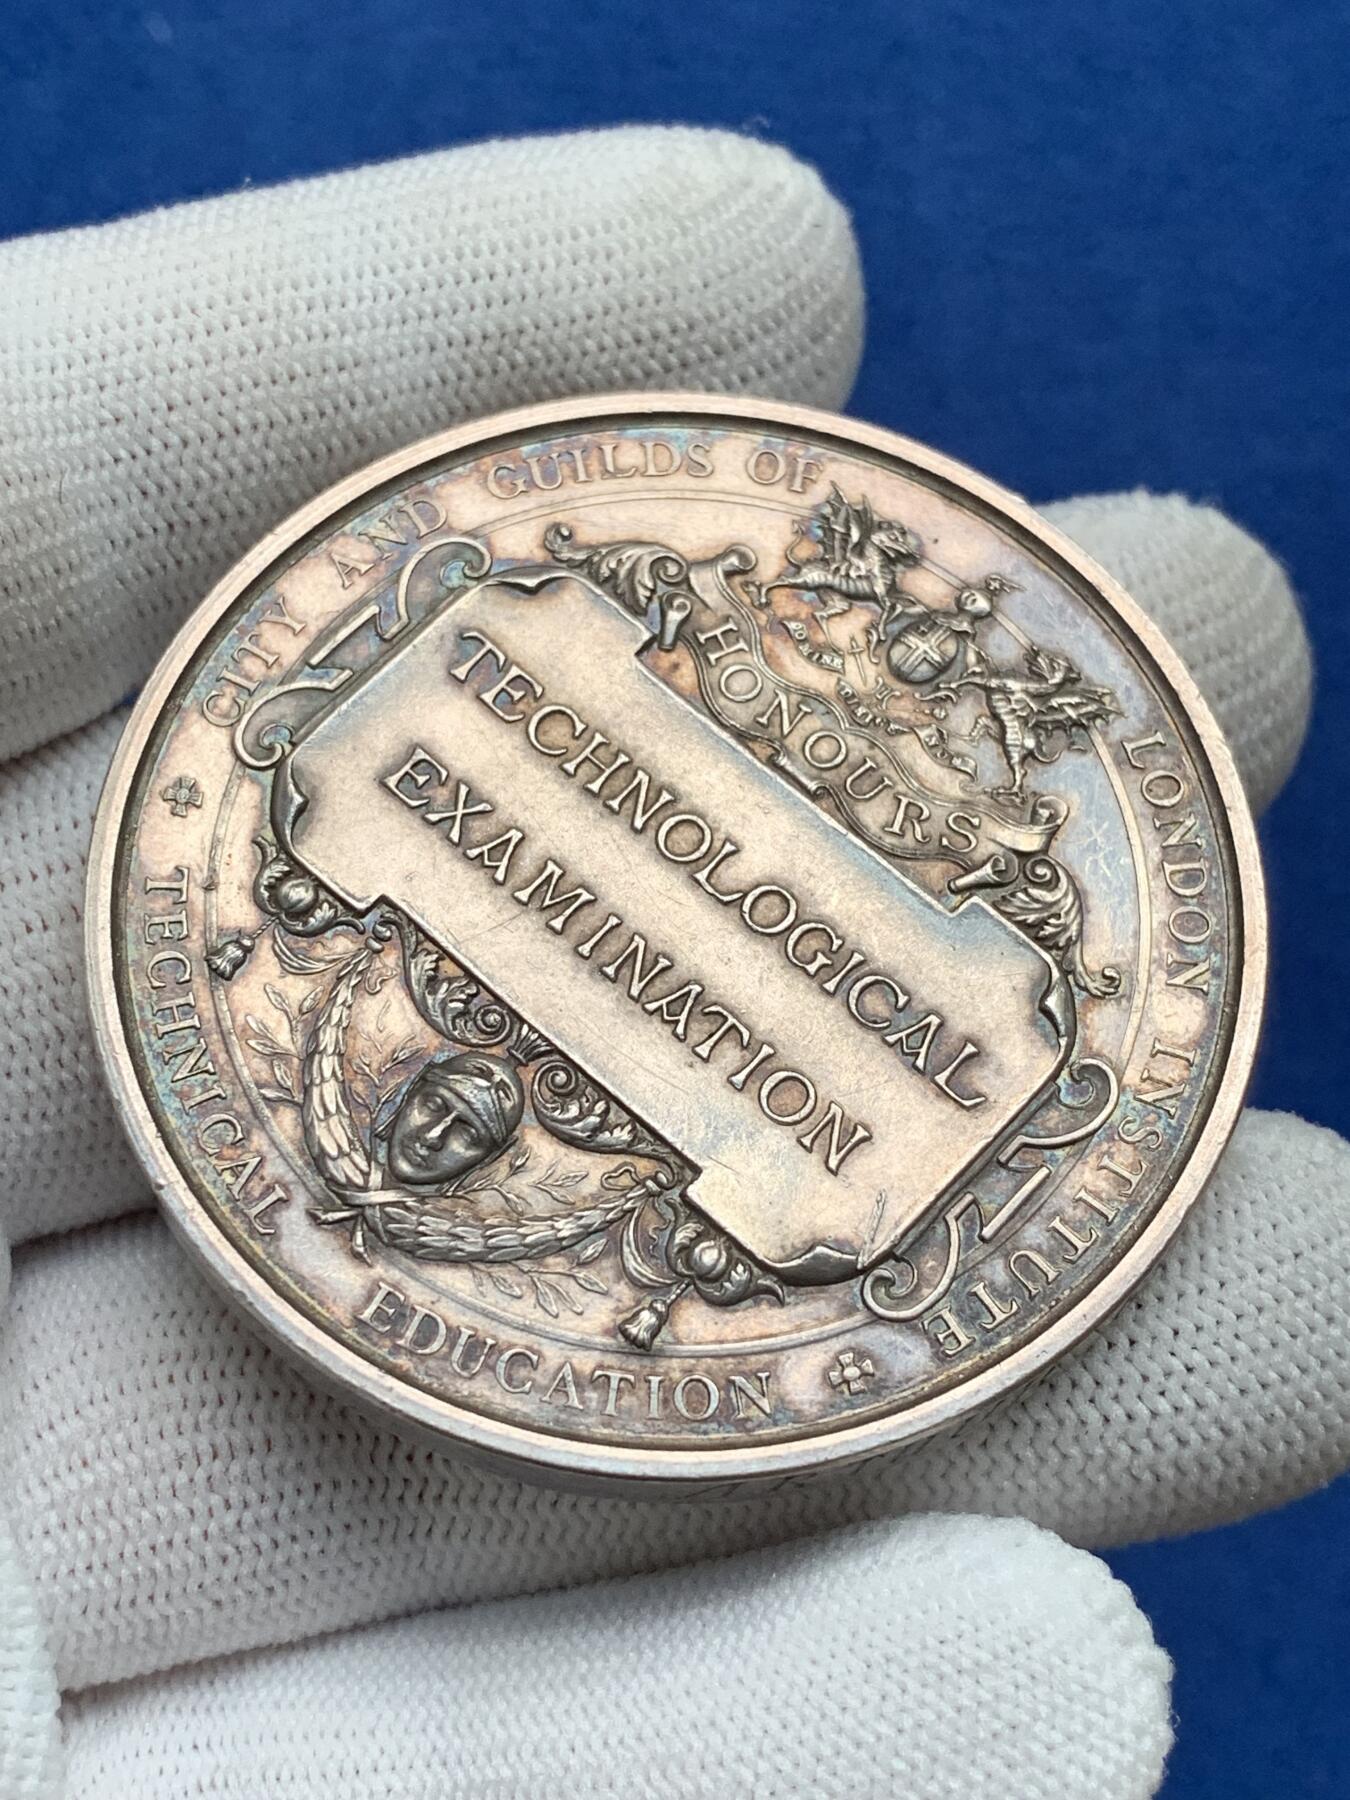 CITY AND GUILDS OF LONDON INSTITUTE
HONOURS
TECHNOLOGICAL
EXAMINATION
TECHNICAL EDUCATION